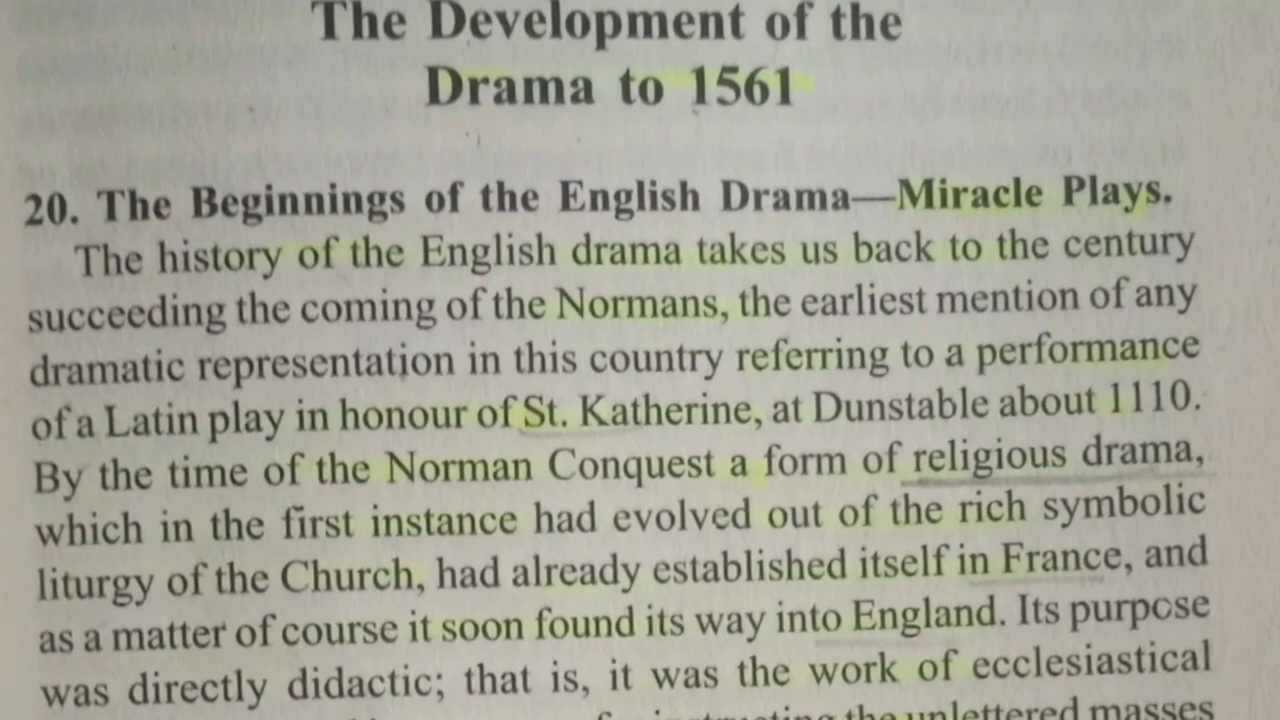 The Development of the
Drama to 1561
20. The Beginnings of the English Drama—Miracle Plays.
The history of the English drama takes us back to the century
succeeding the coming of the Normans, the earliest mention of any
dramatic representation in this country referring to a performance
of a Latin play in honour of St. Katherine, at Dunstable about 1110.
By the time of the Norman Conquest a form of religious drama,
which in the first instance had evolved out of the rich symbolic
liturgy of the Church, had already established itself in France, and
as a matter of course it soon found its way into England. Its purpose
was directly didactic; that is, it was the work of ecclesiastical
instructing the unlettered masses